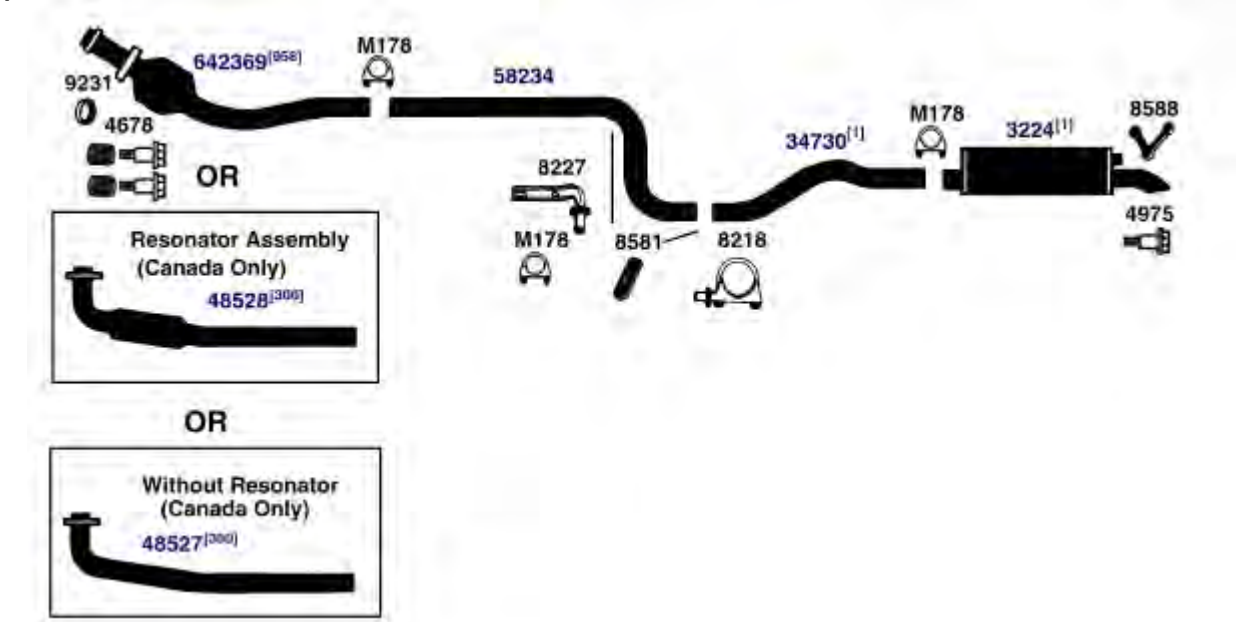 642369[958]
M178
9231
58234
4678
M178
8588
3224[1]
34730[1]
OR
8227
4975
M178
8581
8218
Resonator Assembly
(Canada Only)
48528[300]
OR
Without Resonator
(Canada Only)
48527[300]